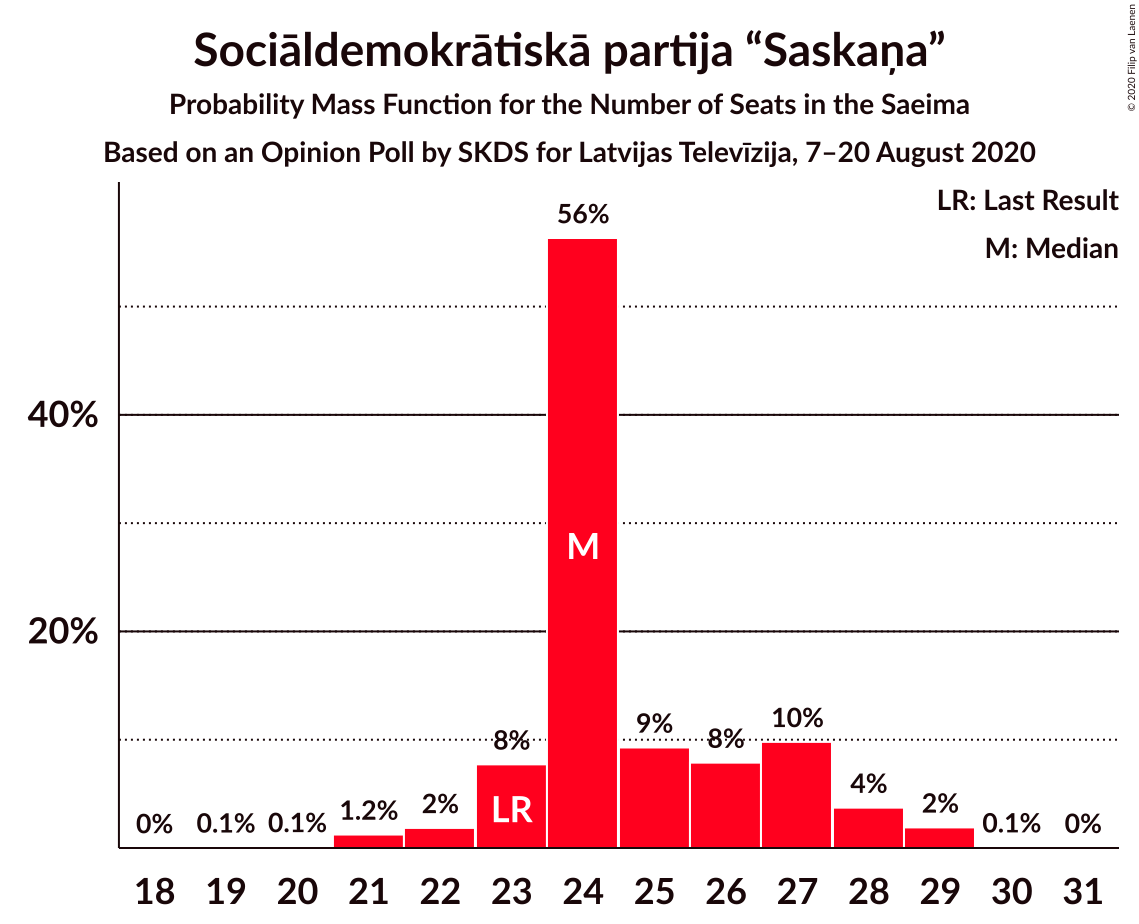 Sociāldemokrātiskā partija “Saskaņa”
Probability Mass Function for the Number of Seats in the Saeima
Based on an Opinion Poll by SKDS for Latvijas Televīzija, 7–20 August 2020
© 2020 Filip van Laenen
LR: Last Result
M: Median
56%
40%
M
20%
10%
9%
8%
8%
4%
LR
2%
2%
1.2%
0%
0.1%
0.1%
0.1%
0%
18 19 20 21 22 23 24 25 26 27 28 29 30 31